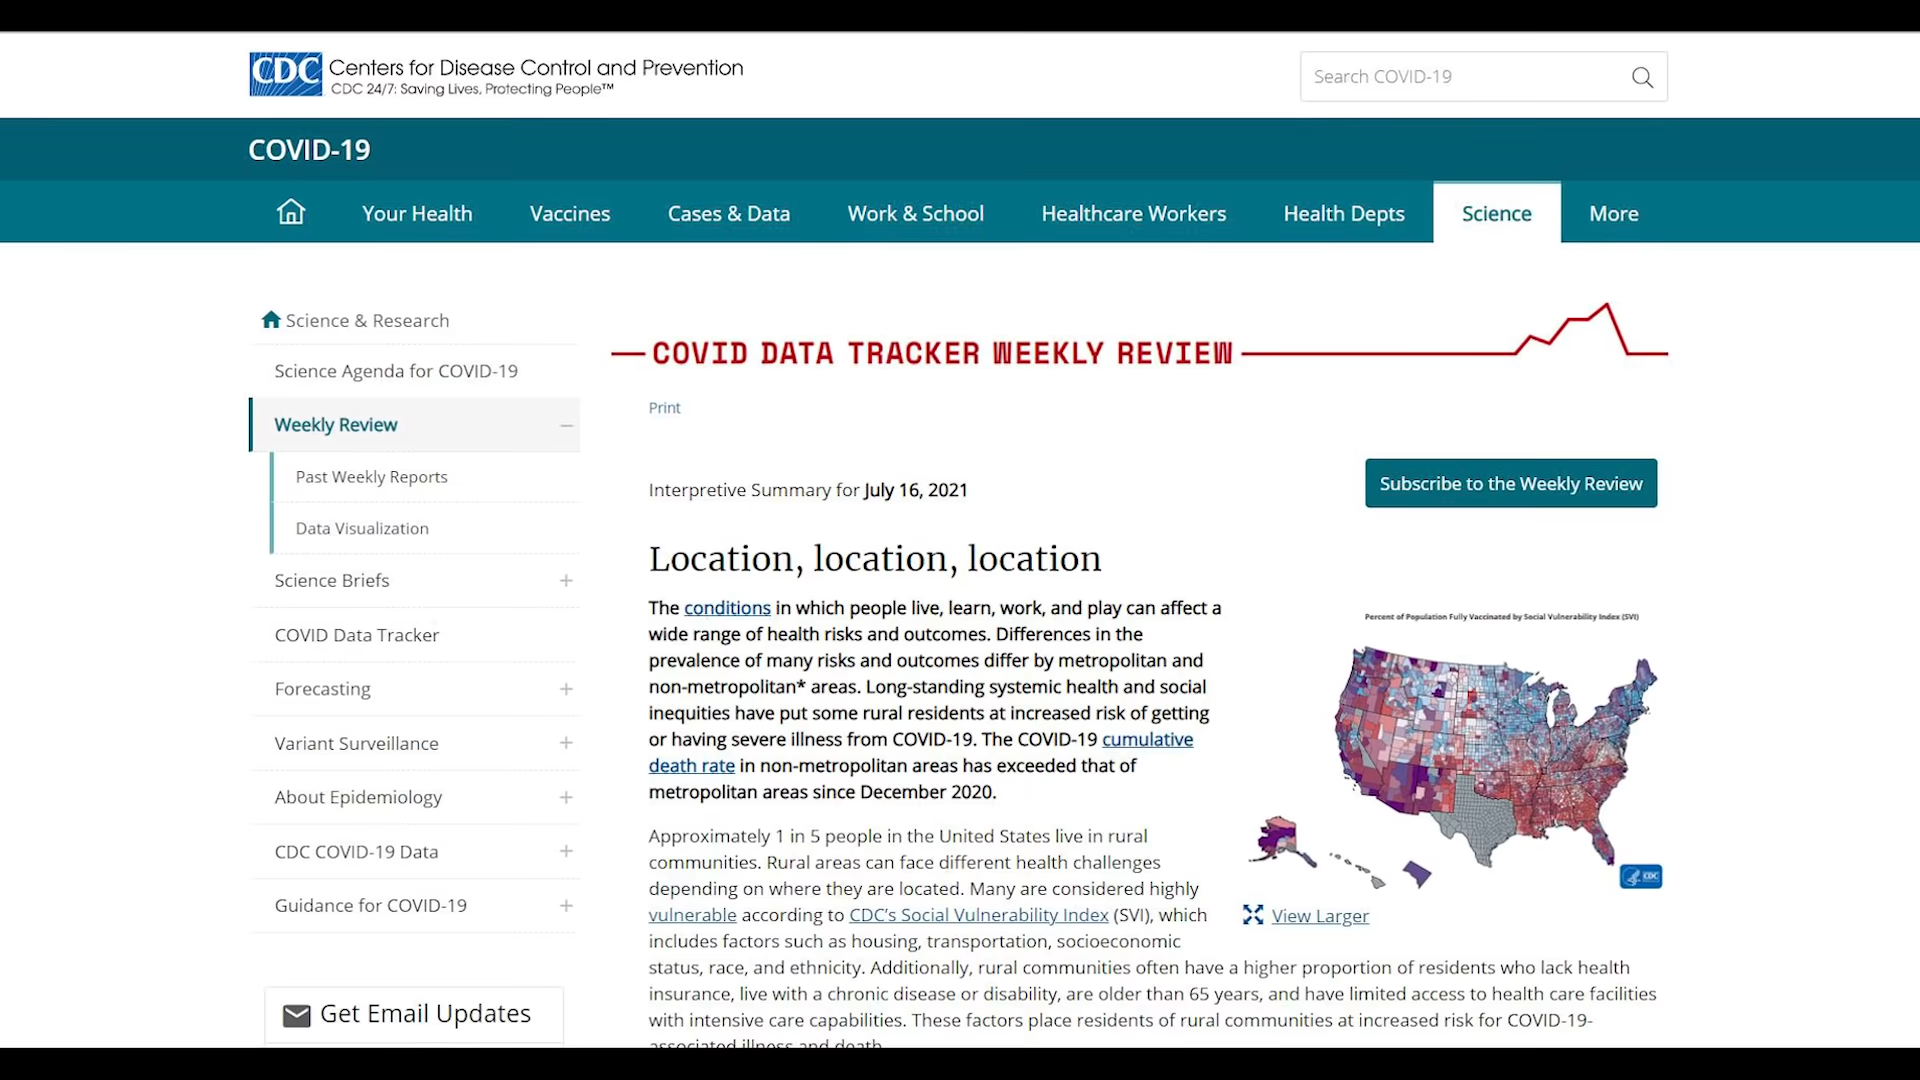 CDC Centers for Disease Control and Prevention
CDC 24/7: Saving Lives, Protecting People™
Search COVID-19
COVID-19
Your Health Vaccines Cases & Data Work & School Healthcare Workers Health Depts Science More
Science & Research
Science Agenda for COVID-19
Weekly Review
Past Weekly Reports
Data Visualization
Science Briefs
COVID Data Tracker
Forecasting
Variant Surveillance
About Epidemiology
CDC COVID-19 Data
Guidance for COVID-19
Get Email Updates
COVID DATA TRACKER WEEKLY REVIEW
Print
Interpretive Summary for July 16, 2021
Subscribe to the Weekly Review
Location, location, location
The conditions in which people live, learn, work, and play can affect a
wide range of health risks and outcomes. Differences in the
prevalence of many risks and outcomes differ by metropolitan and
non-metropolitan* areas. Long-standing systemic health and social
inequities have put some rural residents at increased risk of getting
or having severe illness from COVID-19. The COVID-19 cumulative
death rate in non-metropolitan areas has exceeded that of
metropolitan areas since December 2020.
Percent of Population Fully Vaccinated by Social Vulnerability Index (SVI)
CDC
View Larger
Approximately 1 in 5 people in the United States live in rural
communities. Rural areas can face different health challenges
depending on where they are located. Many are considered highly
vulnerable according to CDC's Social Vulnerability Index (SVI), which
includes factors such as housing, transportation, socioeconomic
status, race, and ethnicity. Additionally, rural communities often have a higher proportion of residents who lack health
insurance, live with a chronic disease or disability, are older than 65 years, and have limited access to health care facilities
with intensive care capabilities. These factors place residents of rural communities at increased risk for COVID-19-
associated illness and death.